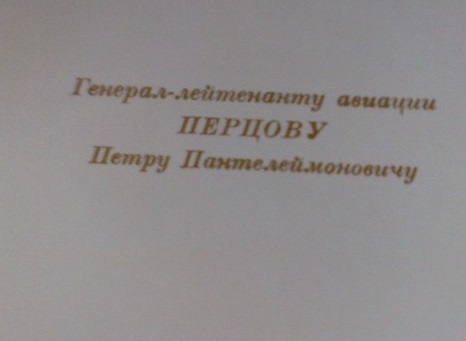 Генерал-лейтенанту авиации
ПЕРЦОВУ
Петру Пантелеймоновичу